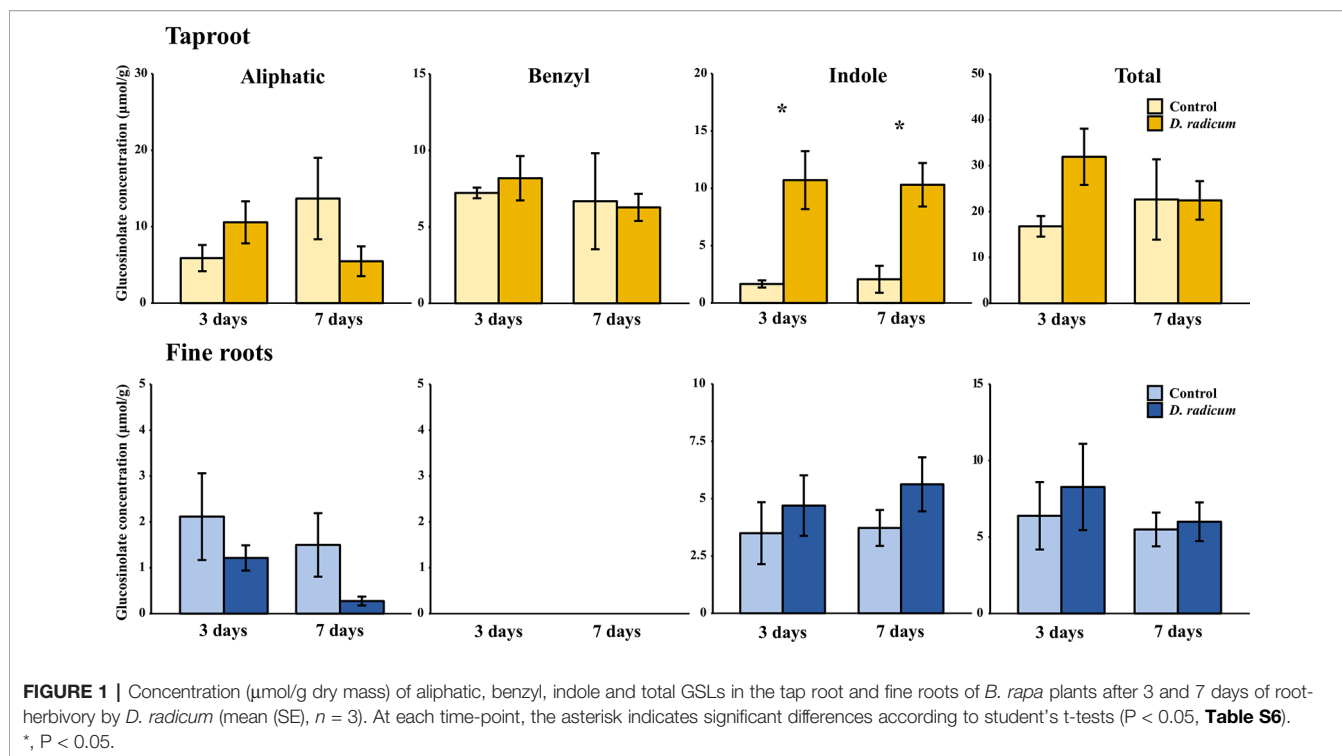 Taproot
Aliphatic
Benzyl
Indole
Total
Glucosinolate concentration (µmol/g)
30
20
10
0
3 days
7 days
15
10
5
0
3 days
7 days
20
15
10
5
0
*
*
3 days
7 days
50
40
30
20
10
0
Control
D. radicum
3 days
7 days
Fine roots
Glucosinolate concentration (µmol/g)
5
4
3
2
1
0
3 days
7 days
5
4
3
2
1
0
3 days
7 days
10
7.5
5
2.5
0
3 days
7 days
15
10
5
0
Control
D. radicum
3 days
7 days
FIGURE 1 | Concentration (µmol/g dry mass) of aliphatic, benzyl, indole and total GSLs in the tap root and fine roots of B. rapa plants after 3 and 7 days of root-
herbivory by D. radicum (mean (SE), n = 3). At each time-point, the asterisk indicates significant differences according to student's t-tests (P < 0.05, Table S6).
*, P < 0.05.